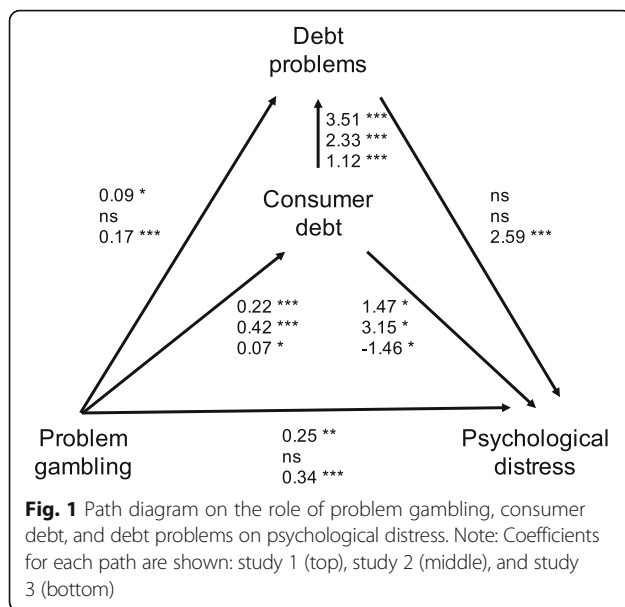 Debt
problems
3.51 ***
2.33 ***
1.12 ***
0.09 *
ns
0.17 ***
Consumer
debt
ns
ns
2.59 ***
0.22 ***
0.42 ***
0.07 *
1.47 *
3.15 *
-1.46 *
Problem
gambling
0.25 **
ns
0.34 ***
Psychological
distress
Fig. 1 Path diagram on the role of problem gambling, consumer
debt, and debt problems on psychological distress. Note: Coefficients
for each path are shown: study 1 (top), study 2 (middle), and study
3 (bottom)